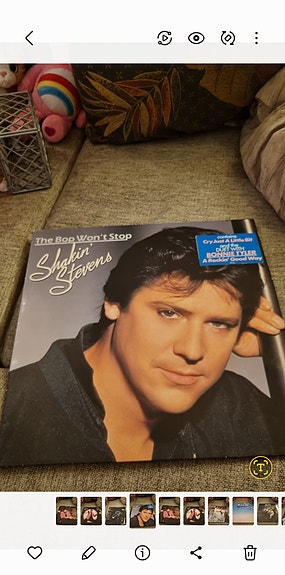 The Bop Won't Stop
Shakin'
Stevens
contains
Cry Just A Little Bit
and the
DUET WITH
BONNIE TYLER
A Rockin' Good Way
T